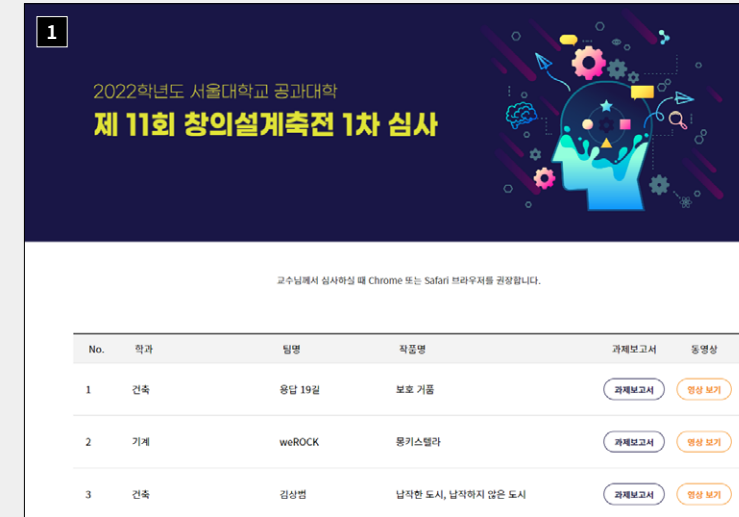 1
2022학년도 서울대학교 공과대학
제 11회 창의설계축전 1차 심사
교수님께서 심사하실 때 Chrome 또는 Safari 브라우저를 권장합니다.
No. 학과 팀명 작품명 과제보고서 동영상
1 건축 응답 19길 보호 거품 과제보고서 영상 보기
2 기계 weROCK 몽키스텔라 과제보고서 영상 보기
3 건축 김상범 납작한 도시, 납작하지 않은 도시 과제보고서 영상 보기